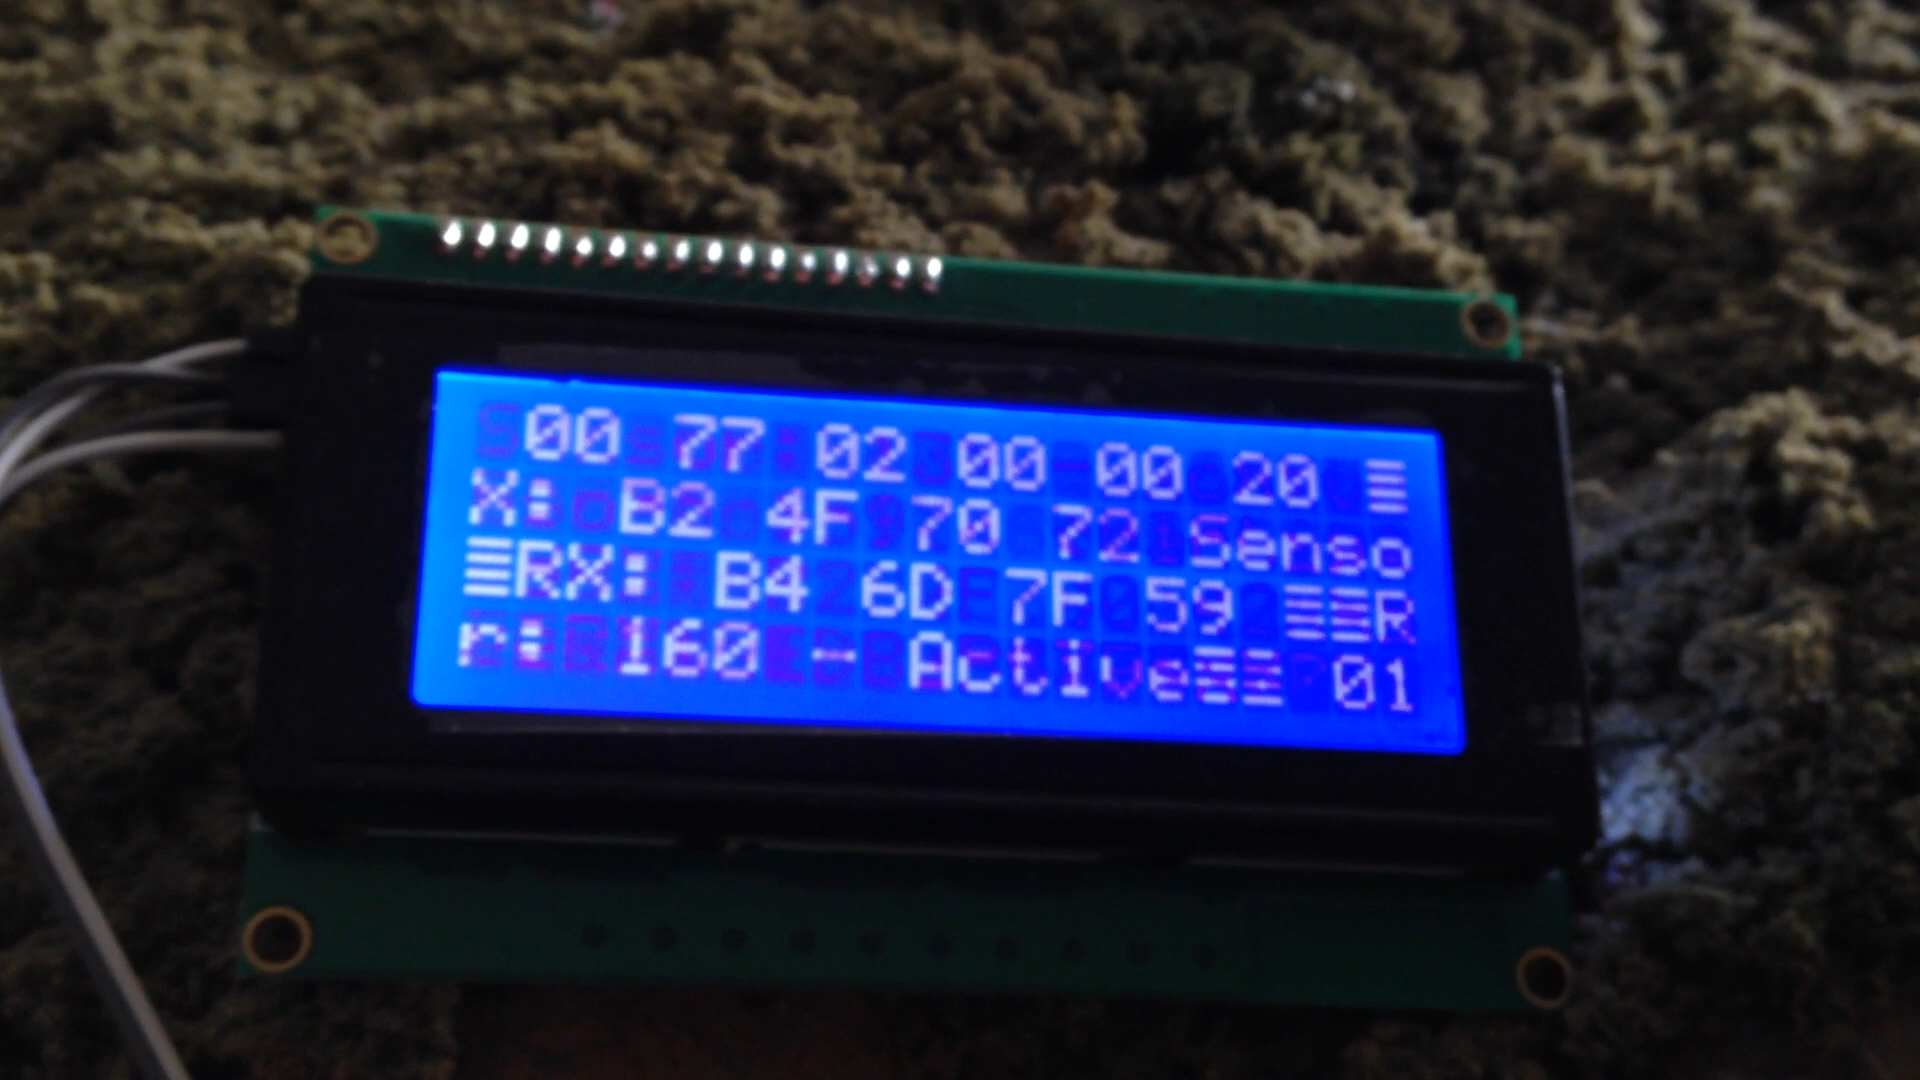 00 77 02 00 00 20 ≡
X: B2 4F 70 72 Senso
≡RX: B4 6D 7F 59 ≡≡R
r: 160 - Active≡≡ 01